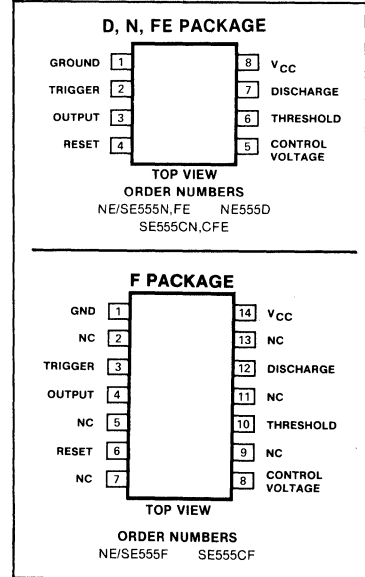 D, N, FE PACKAGE
GROUND 1 8 VCC
TRIGGER 2 7 DISCHARGE
OUTPUT 3 6 THRESHOLD
RESET 4 5 CONTROL
VOLTAGE
TOP VIEW
ORDER NUMBERS
NE/SE555N,FE NE555D
SE555CN,CFE
F PACKAGE
GND 1 14 VCC
NC 2 13 NC
TRIGGER 3 12 DISCHARGE
OUTPUT 4 11 NC
NC 5 10 THRESHOLD
RESET 6 9 NC
NC 7 8 CONTROL
VOLTAGE
TOP VIEW
ORDER NUMBERS
NE/SE555F SE555CF